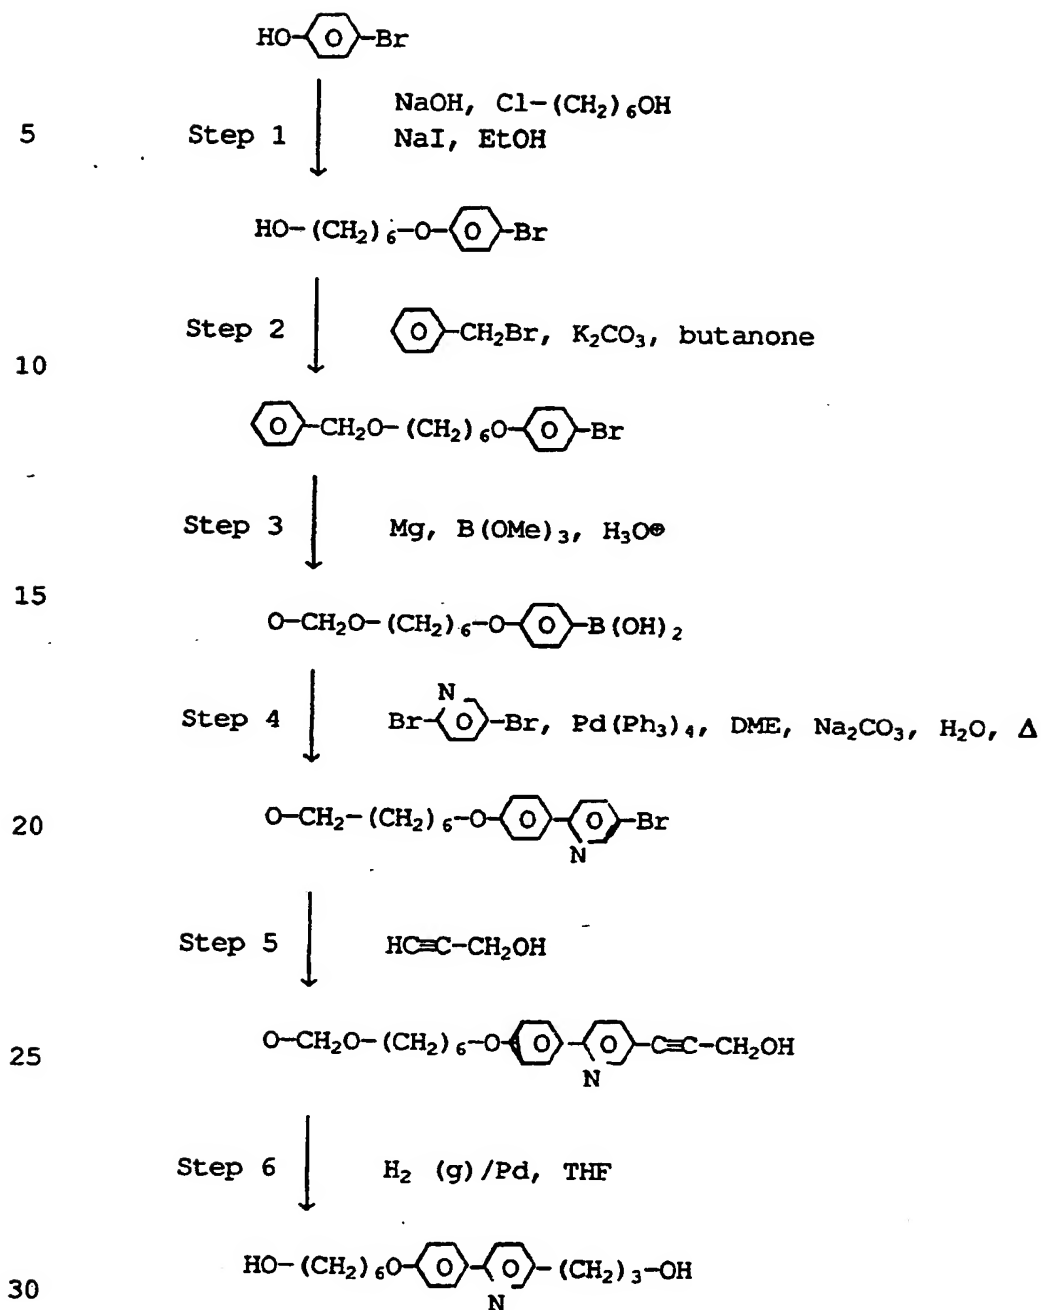 HO-⌬-Br
NaOH, Cl-(CH2)6OH
5 Step 1 NaI, EtOH
HO-(CH2)6-O-⌬-Br
Step 2 ⌬-CH2Br, K2CO3, butanone
10
⌬-CH2O-(CH2)6O-⌬-Br
Step 3 Mg, B(OMe)3, H3O⊕
15
O-CH2O-(CH2)6-O-⌬-B(OH)2
N
Step 4 Br-⌬-Br, Pd(Ph3)4, DME, Na2CO3, H2O, Δ
20 O-CH2-(CH2)6-O-⌬-⌬-Br
N
Step 5 HC≡C-CH2OH
25 O-CH2O-(CH2)6-O-⌬-⌬-C≡C-CH2OH
N
Step 6 H2 (g)/Pd, THF
HO-(CH2)6O-⌬-⌬-(CH2)3-OH
30 N